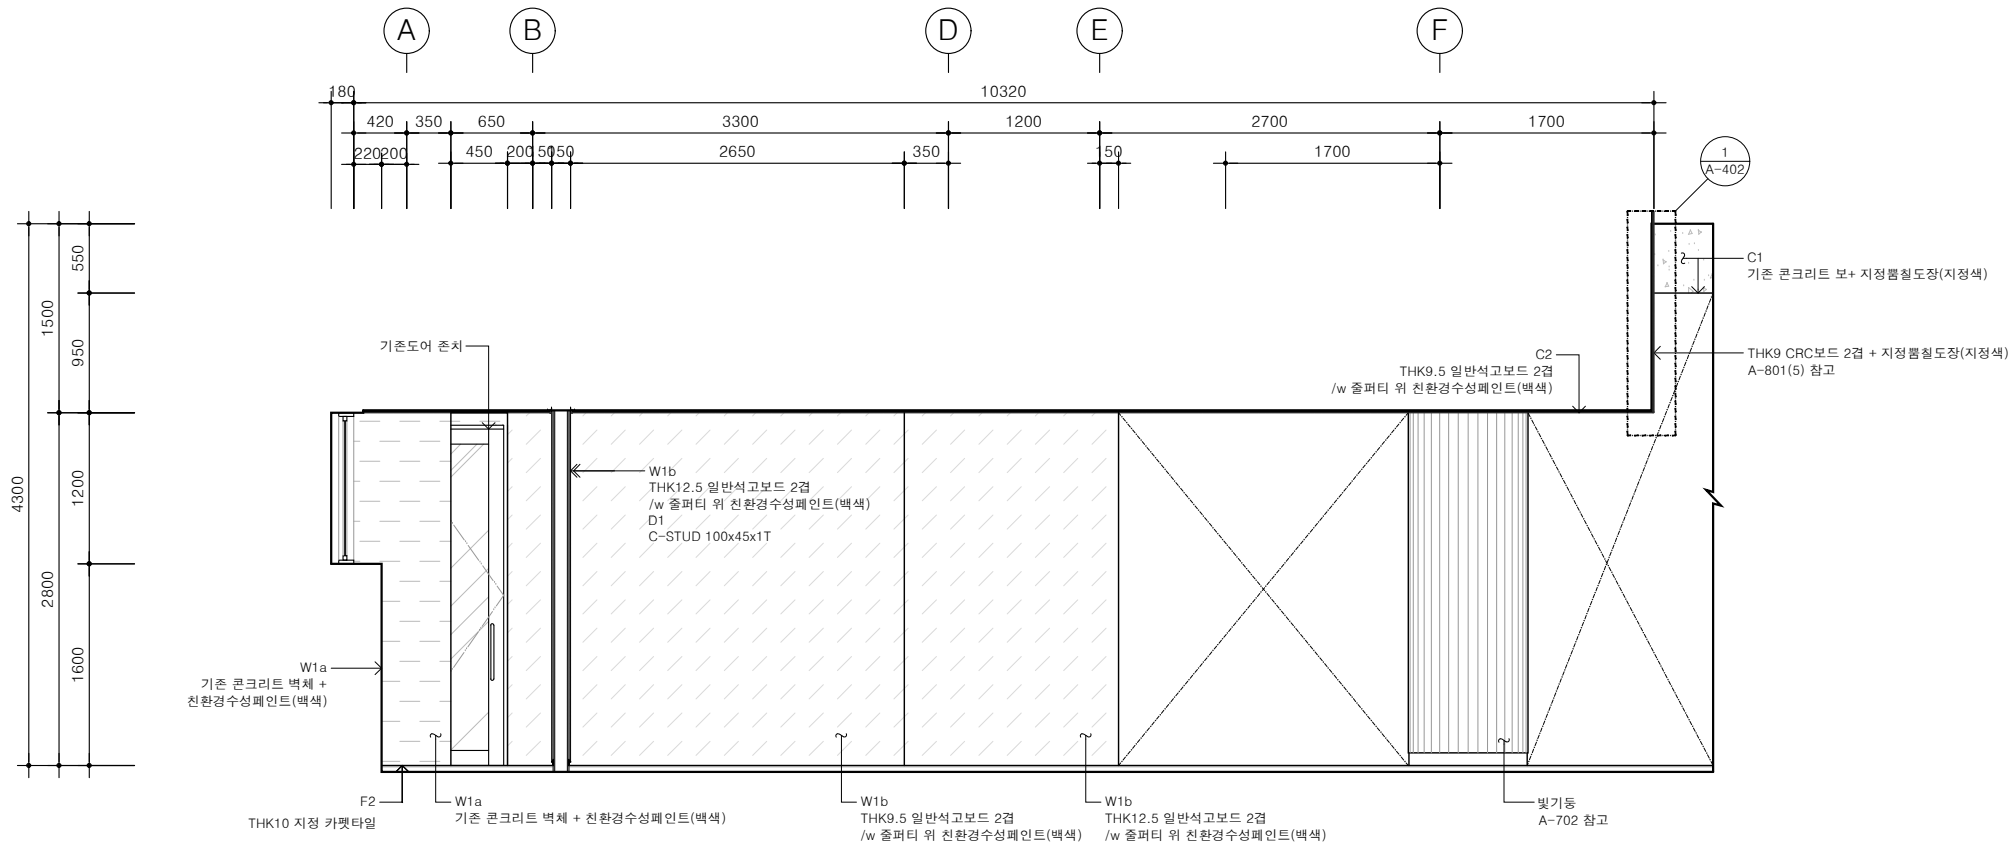 A
B
D
E
F
180
10320
420
350
650
3300
1200
2700
1700
220
200
450
200
150
150
2650
350
150
1700
1
A-402
4300
1500
2800
550
950
1200
1600
C1
기존 콘크리트 보+ 지정뿜칠도장(지정색)
기존도어 존치
C2
THK9.5 일반석고보드 2겹
/w 줄퍼티 위 친환경수성페인트(백색)
THK9 CRC보드 2겹 + 지정뿜칠도장(지정색)
A-801(5) 참고
W1b
THK12.5 일반석고보드 2겹
/w 줄퍼티 위 친환경수성페인트(백색)
D1
C-STUD 100x45x1T
W1a
기존 콘크리트 벽체 +
친환경수성페인트(백색)
F2
THK10 지정 카펫타일
W1a
기존 콘크리트 벽체 + 친환경수성페인트(백색)
W1b
THK9.5 일반석고보드 2겹
/w 줄퍼티 위 친환경수성페인트(백색)
W1b
THK12.5 일반석고보드 2겹
/w 줄퍼티 위 친환경수성페인트(백색)
빛기둥
A-702 참고